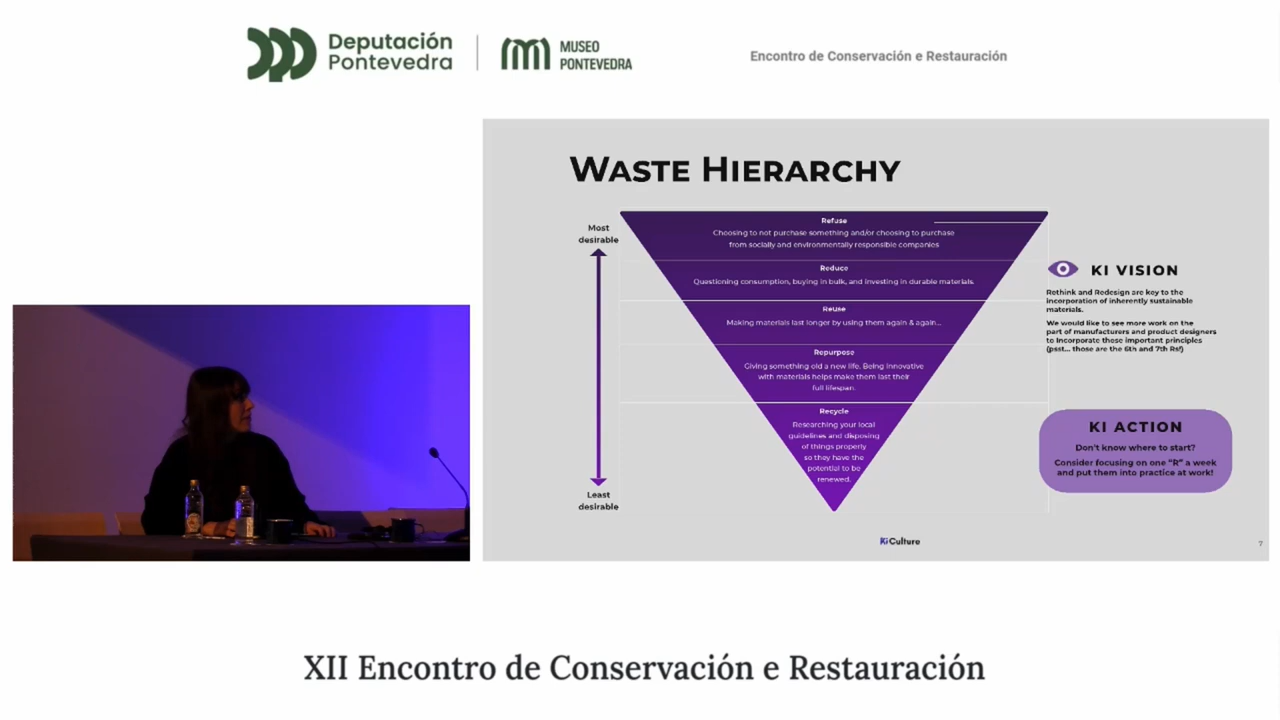 Deputación
Pontevedra
MUSEO
PONTEVEDRA
Encontro de Conservación e Restauración
WASTE HIERARCHY
Most
desirable
Refuse
Choosing to not purchase something and/or choosing to purchase
from socially and environmentally responsible companies
Reduce
Questioning consumption, buying in bulk, and investing in durable materials.
Reuse
Making materials last longer by using them again & again...
Repurpose
Giving something old a new life. Being innovative
with materials helps make them last their
full lifespan.
Recycle
Researching your local
guidelines and disposing
of things properly
so they have the
potential to be
renewed.
Least
desirable
KI VISION
Rethink and Redesign are key to the
incorporation of inherently sustainable
materials.
We would like to see more work on the
part of manufacturers and product designers
to incorporate these important principles
(psst... those are the 6th and 7th Rs!)
KI ACTION
Don't know where to start?
Consider focusing on one "R" a week
and put them into practice at work!
Ki Culture
7
XII Encontro de Conservación e Restauración